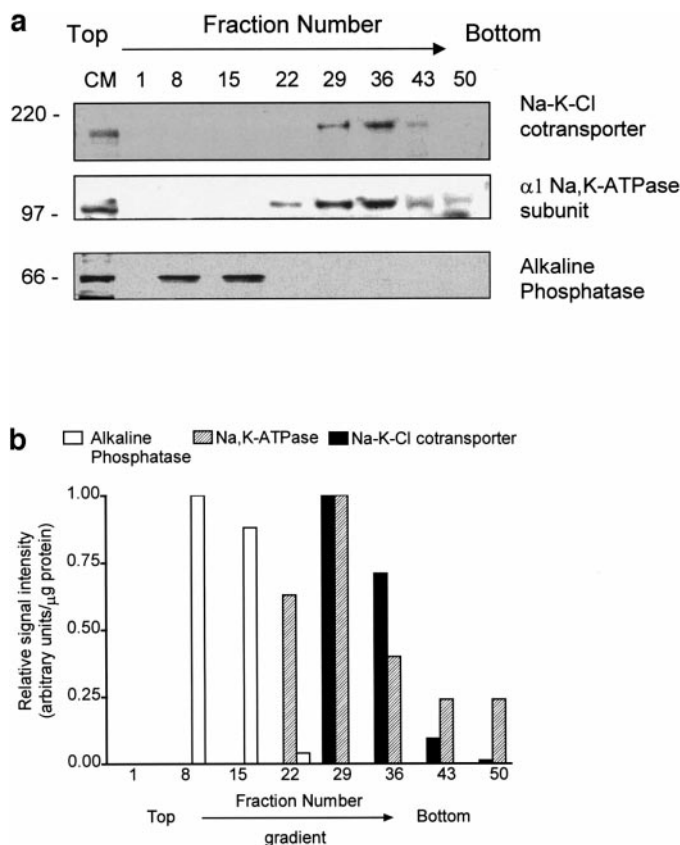 a
Top
Fraction Number
Bottom
CM 1 8 15 22 29 36 43 50
220 -
Na-K-Cl
cotransporter
97 -
α1 Na,K-ATPase
subunit
66 -
Alkaline
Phosphatase
b
Alkaline
Phosphatase
Na,K-ATPase
Na-K-Cl cotransporter
Relative signal intensity
(arbitrary units/µg protein)
1.00
0.75
0.50
0.25
0.00
1 8 15 22 29 36 43 50
Fraction Number
Top
Bottom
gradient